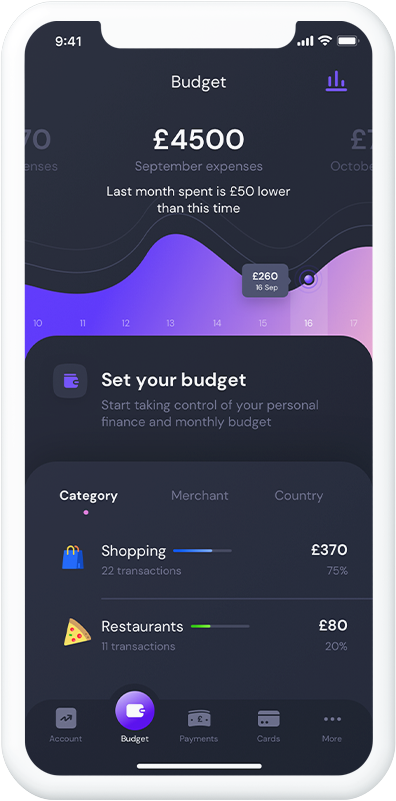 9:41
Budget
70 £4500 £7
enses September expenses Octobe
Last month spent is £50 lower
than this time
£260
16 Sep
10 11 12 13 14 15 16 17
Set your budget
Start taking control of your personal
finance and monthly budget
Category Merchant Country
Shopping £370
22 transactions 75%
Restaurants £80
11 transactions 20%
£
Account Budget Payments Cards More